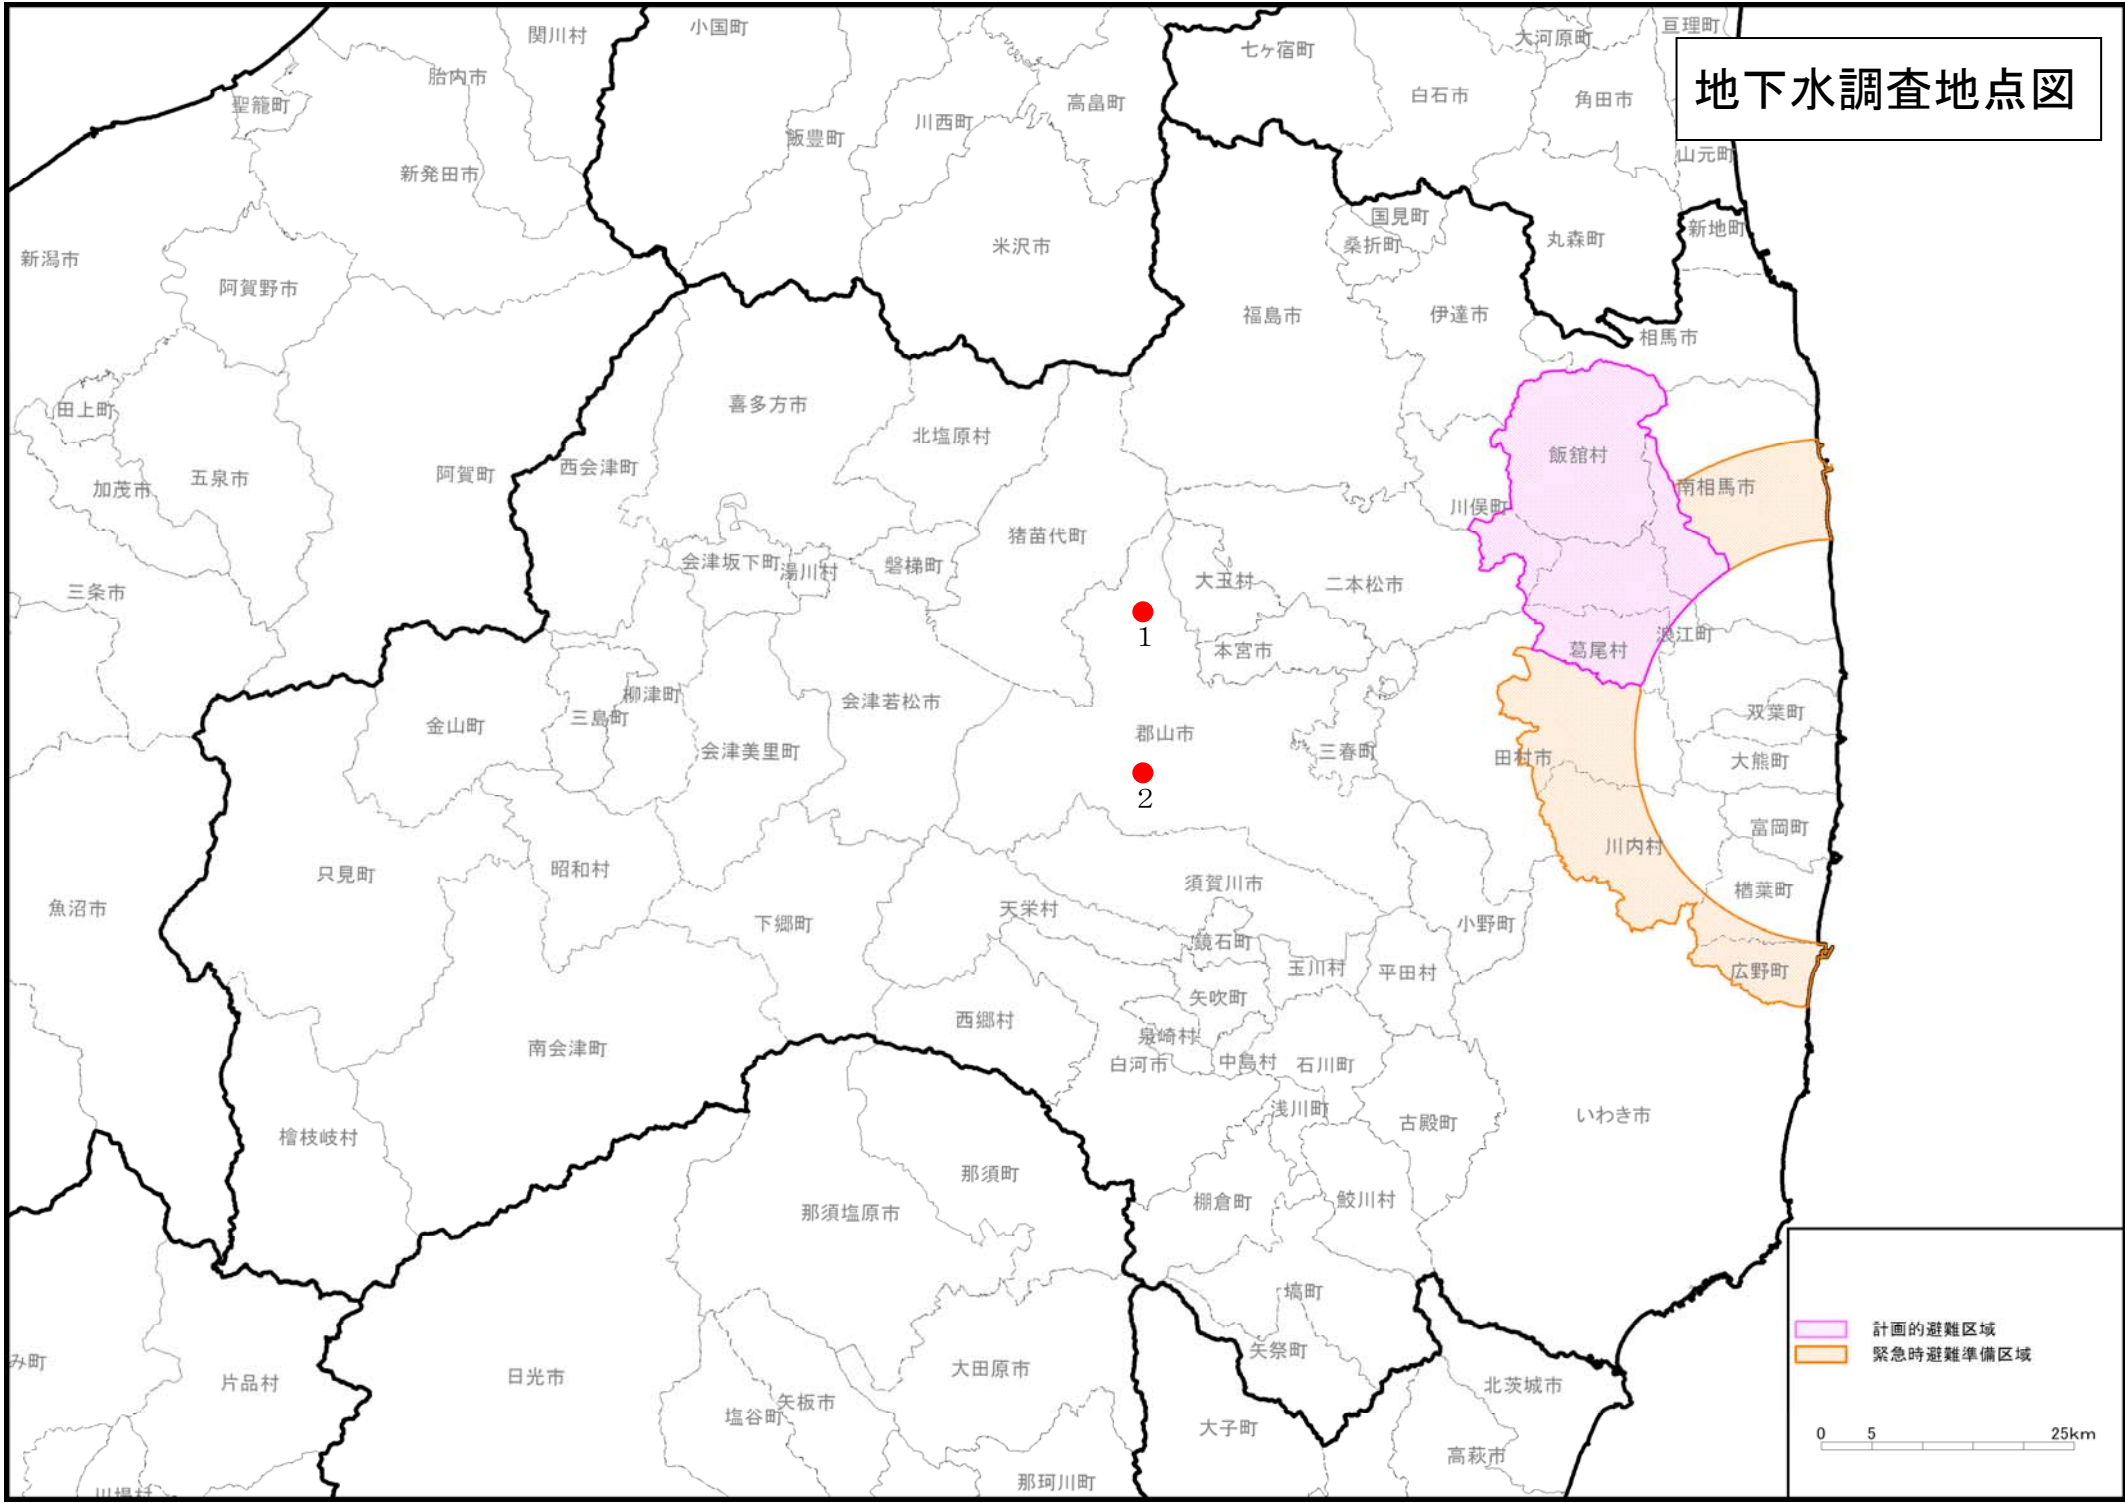 地下水調査地点図
関川村
小国町
七ヶ宿町
大河原町
亘理町
胎内市
聖籠町
高畠町
白石市
角田市
川西町
飯豊町
山元町
新発田市
国見町
新地町
丸森町
桑折町
米沢市
新潟市
阿賀野市
福島市
伊達市
相馬市
喜多方市
田上町
北塩原村
飯舘村
西会津町
阿賀町
五泉市
加茂市
南相馬市
川俣町
猪苗代町
会津坂下町
湯川村
磐梯町
大玉村
二本松市
三条市
1
浪江町
本宮市
葛尾村
柳津町
会津若松市
三島町
金山町
双葉町
郡山市
会津美里町
三春町
田村市
大熊町
2
富岡町
川内村
昭和村
只見町
須賀川市
楢葉町
魚沼市
天栄村
下郷町
小野町
鏡石町
玉川村
平田村
広野町
矢吹町
西郷村
泉崎村
南会津町
白河市
中島村
石川町
浅川町
いわき市
古殿町
檜枝岐村
那須町
棚倉町
鮫川村
那須塩原市
塙町
矢祭町
み町
大田原市
日光市
片品村
北茨城市
矢板市
塩谷町
大子町
高萩市
那珂川町
川場村
計画的避難区域
緊急時避難準備区域
0 5 25km